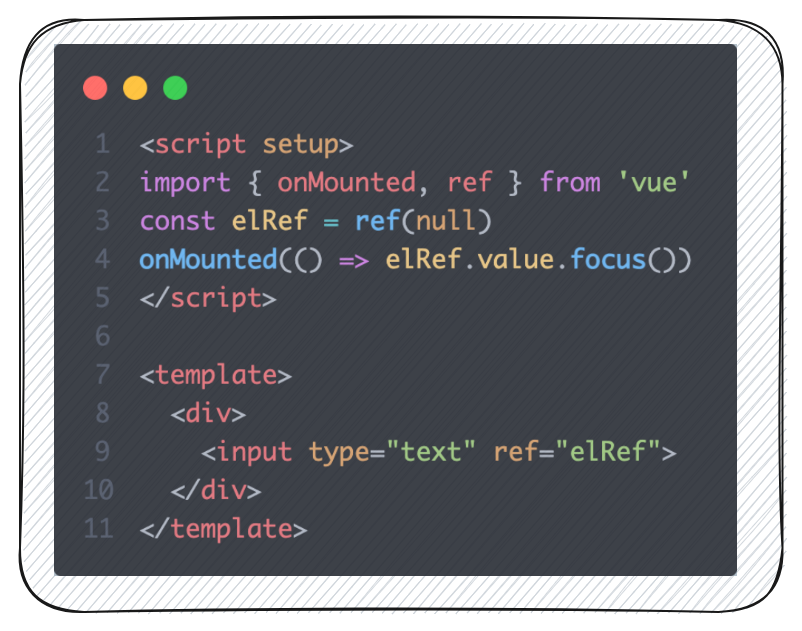 1 <script setup>
2 import { onMounted, ref } from 'vue'
3 const elRef = ref(null)
4 onMounted(() => elRef.value.focus())
5 </script>
6
7 <template>
8   <div>
9     <input type="text" ref="elRef">
10   </div>
11 </template>